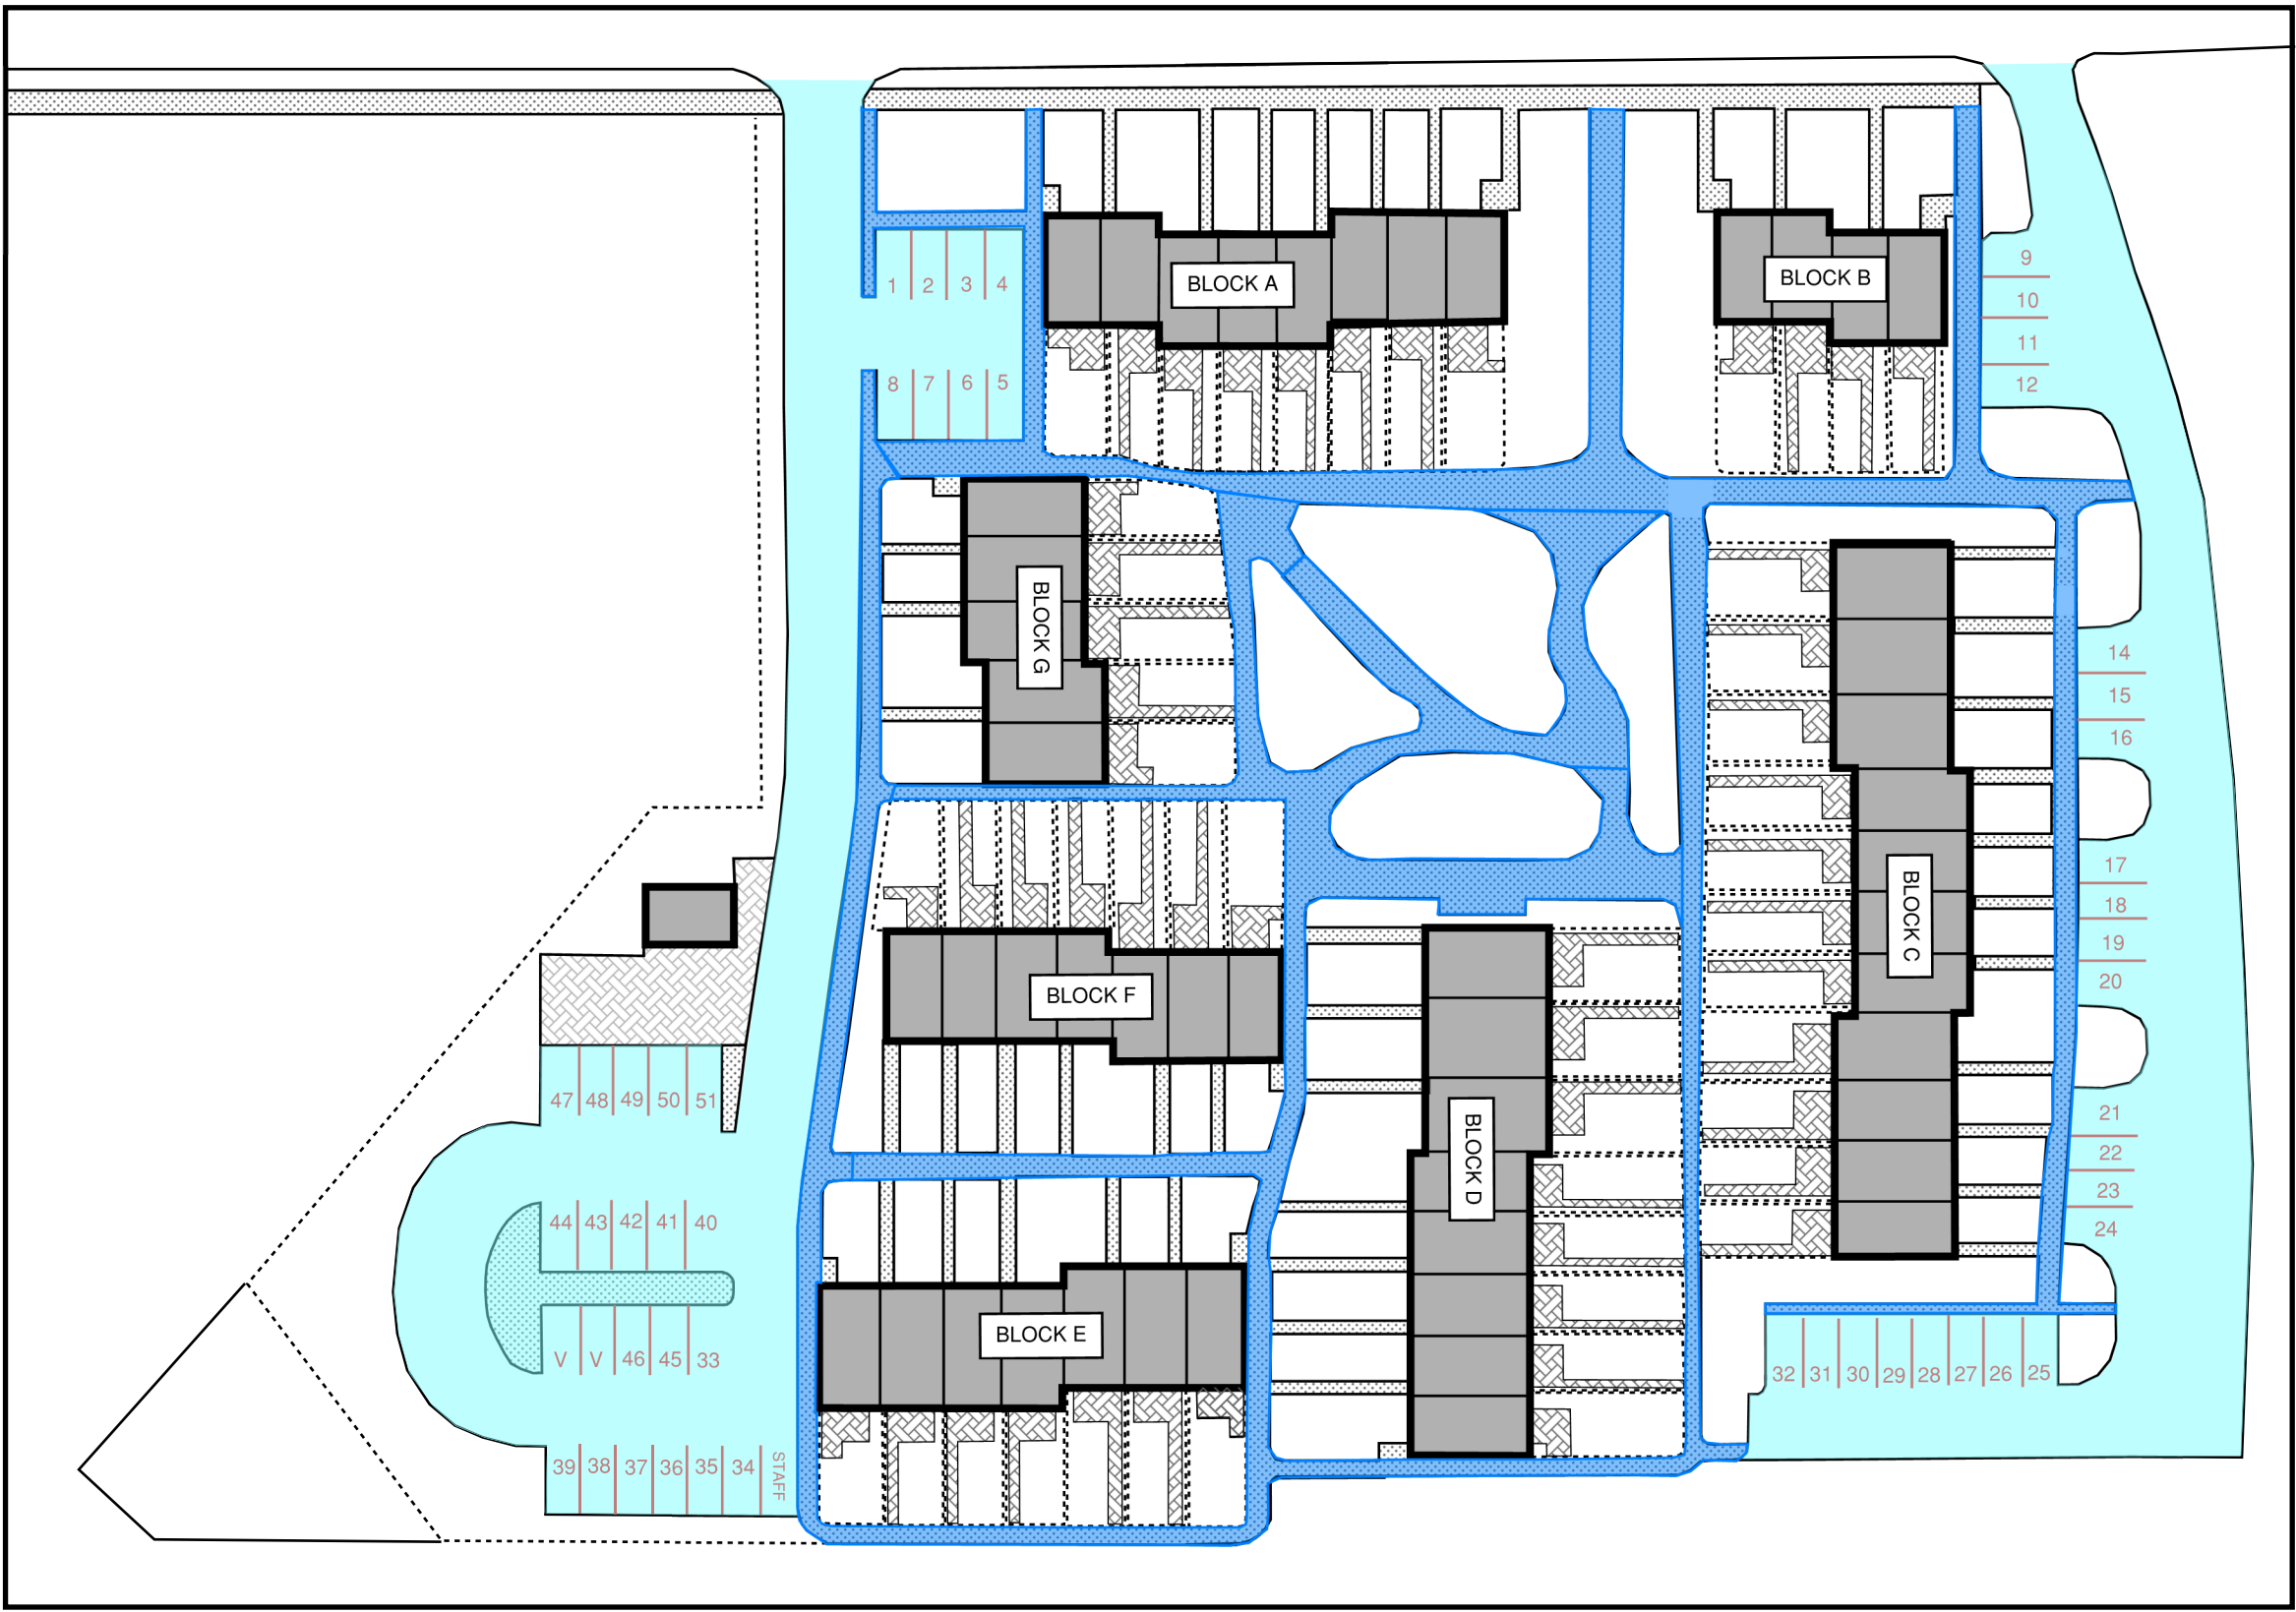 1 2 3 4
BLOCK A
BLOCK B
9
10
11
12
8 7 6 5
BLOCK G
14
15
16
17
18
19
20
BLOCK C
BLOCK F
47 48 49 50 51
21
22
23
24
BLOCK D
44 43 42 41 40
BLOCK E
V V 46 45 33
32 31 30 29 28 27 26 25
39 38 37 36 35 34 STAFF